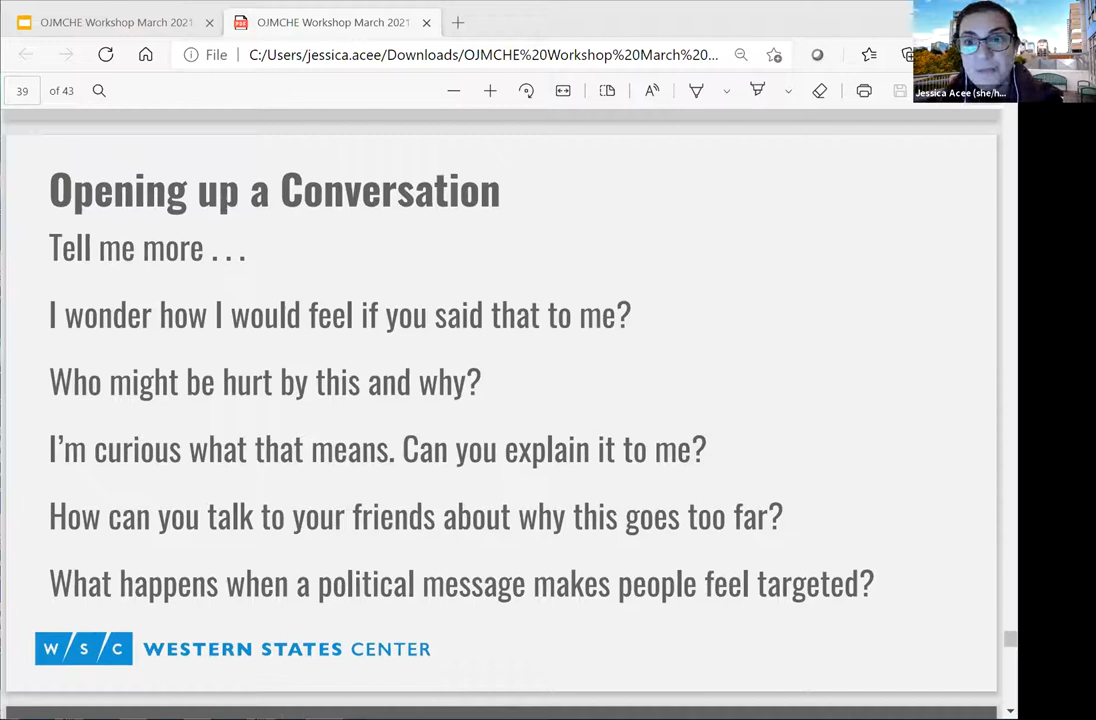 OJMCHE Workshop March 2021
OJMCHE Workshop March 2021
File
C:/Users/jessica.acee/Downloads/OJMCHE%20Workshop%20March%20...
39
of 43
Jessica Acee (she/h...
Opening up a Conversation
Tell me more . . .
I wonder how I would feel if you said that to me?
Who might be hurt by this and why?
I'm curious what that means. Can you explain it to me?
How can you talk to your friends about why this goes too far?
What happens when a political message makes people feel targeted?
W/S/C WESTERN STATES CENTER